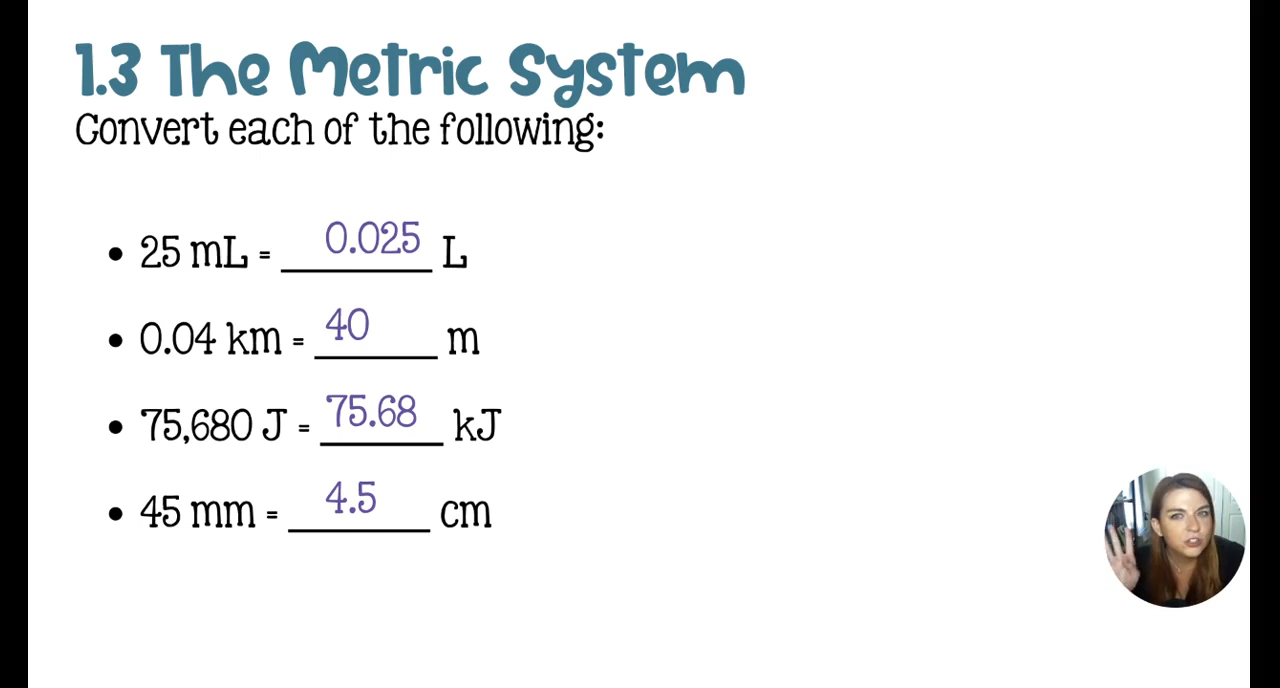 1.3 The Metric System
Convert each of the following:
• 25 mL = 0.025 L
• 0.04 km = 40 m
• 75,680 J = 75.68 kJ
• 45 mm = 4.5 cm